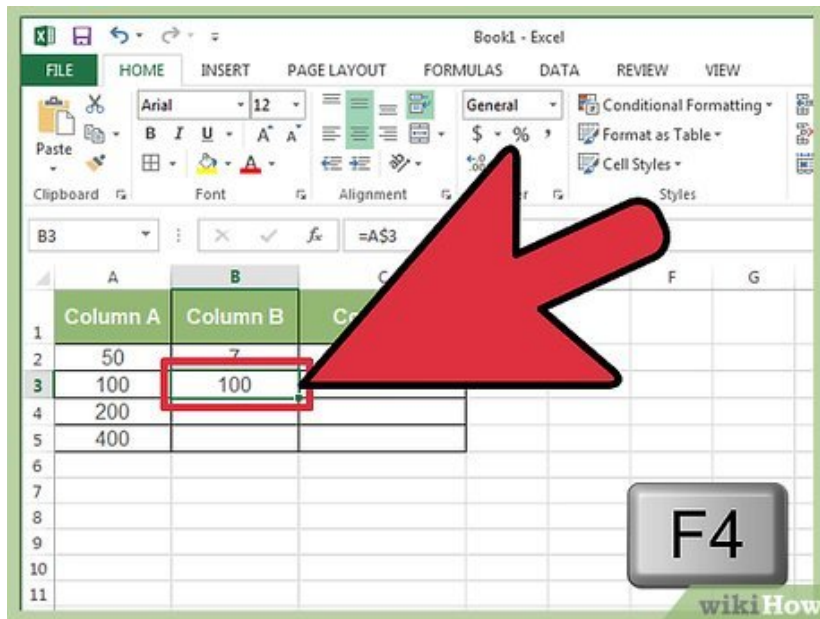 Book1 - Excel
FILE HOME INSERT PAGE LAYOUT FORMULAS DATA REVIEW VIEW
Arial 12 General Conditional Formatting
Paste B I U A A $ % , Format as Table
A Cell Styles
Clipboard Font Alignment Styles
B3 fx =A$3
A B C F G
1 Column A Column B
2 50 7
3 100 100
4 200
5 400
6
7
8
9
10
11
F4
wikiHow